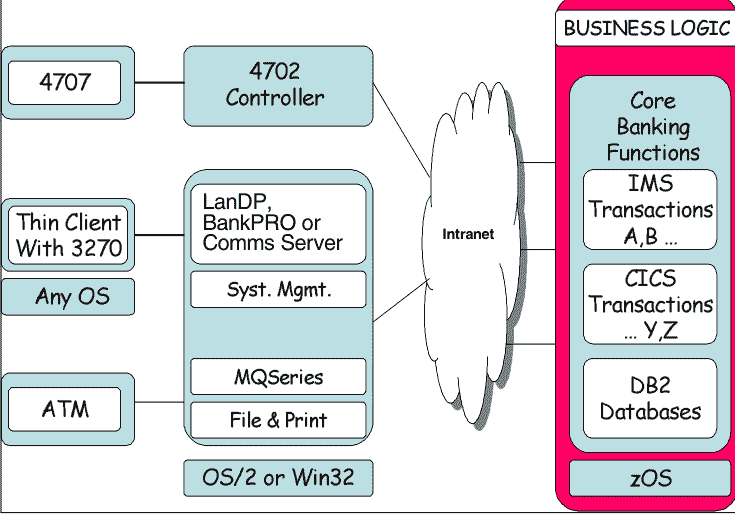 BUSINESS LOGIC
4707
4702
Controller
Core
Banking
Functions
IMS
Transactions
A,B ...
Thin Client
With 3270
LanDP,
BankPRO or
Comms Server
Intranet
Any OS
Syst. Mgmt.
CICS
Transactions
... Y,Z
MQSeries
ATM
File & Print
DB2
Databases
OS/2 or Win32
zOS